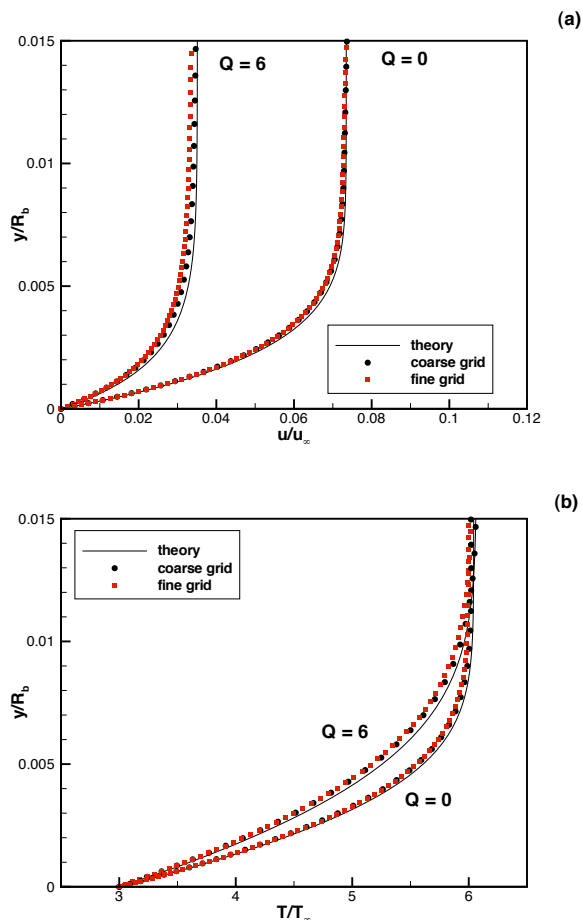 (a)
0.015
Q = 6
Q = 0
0.01
y/R_b
0.005
theory
coarse grid
fine grid
0
0 0.02 0.04 0.06 0.08 0.1 0.12
u/u_∞
(b)
0.015
theory
coarse grid
fine grid
0.01
y/R_b
Q = 6
0.005
Q = 0
0
3 4 5 6
T/T_∞